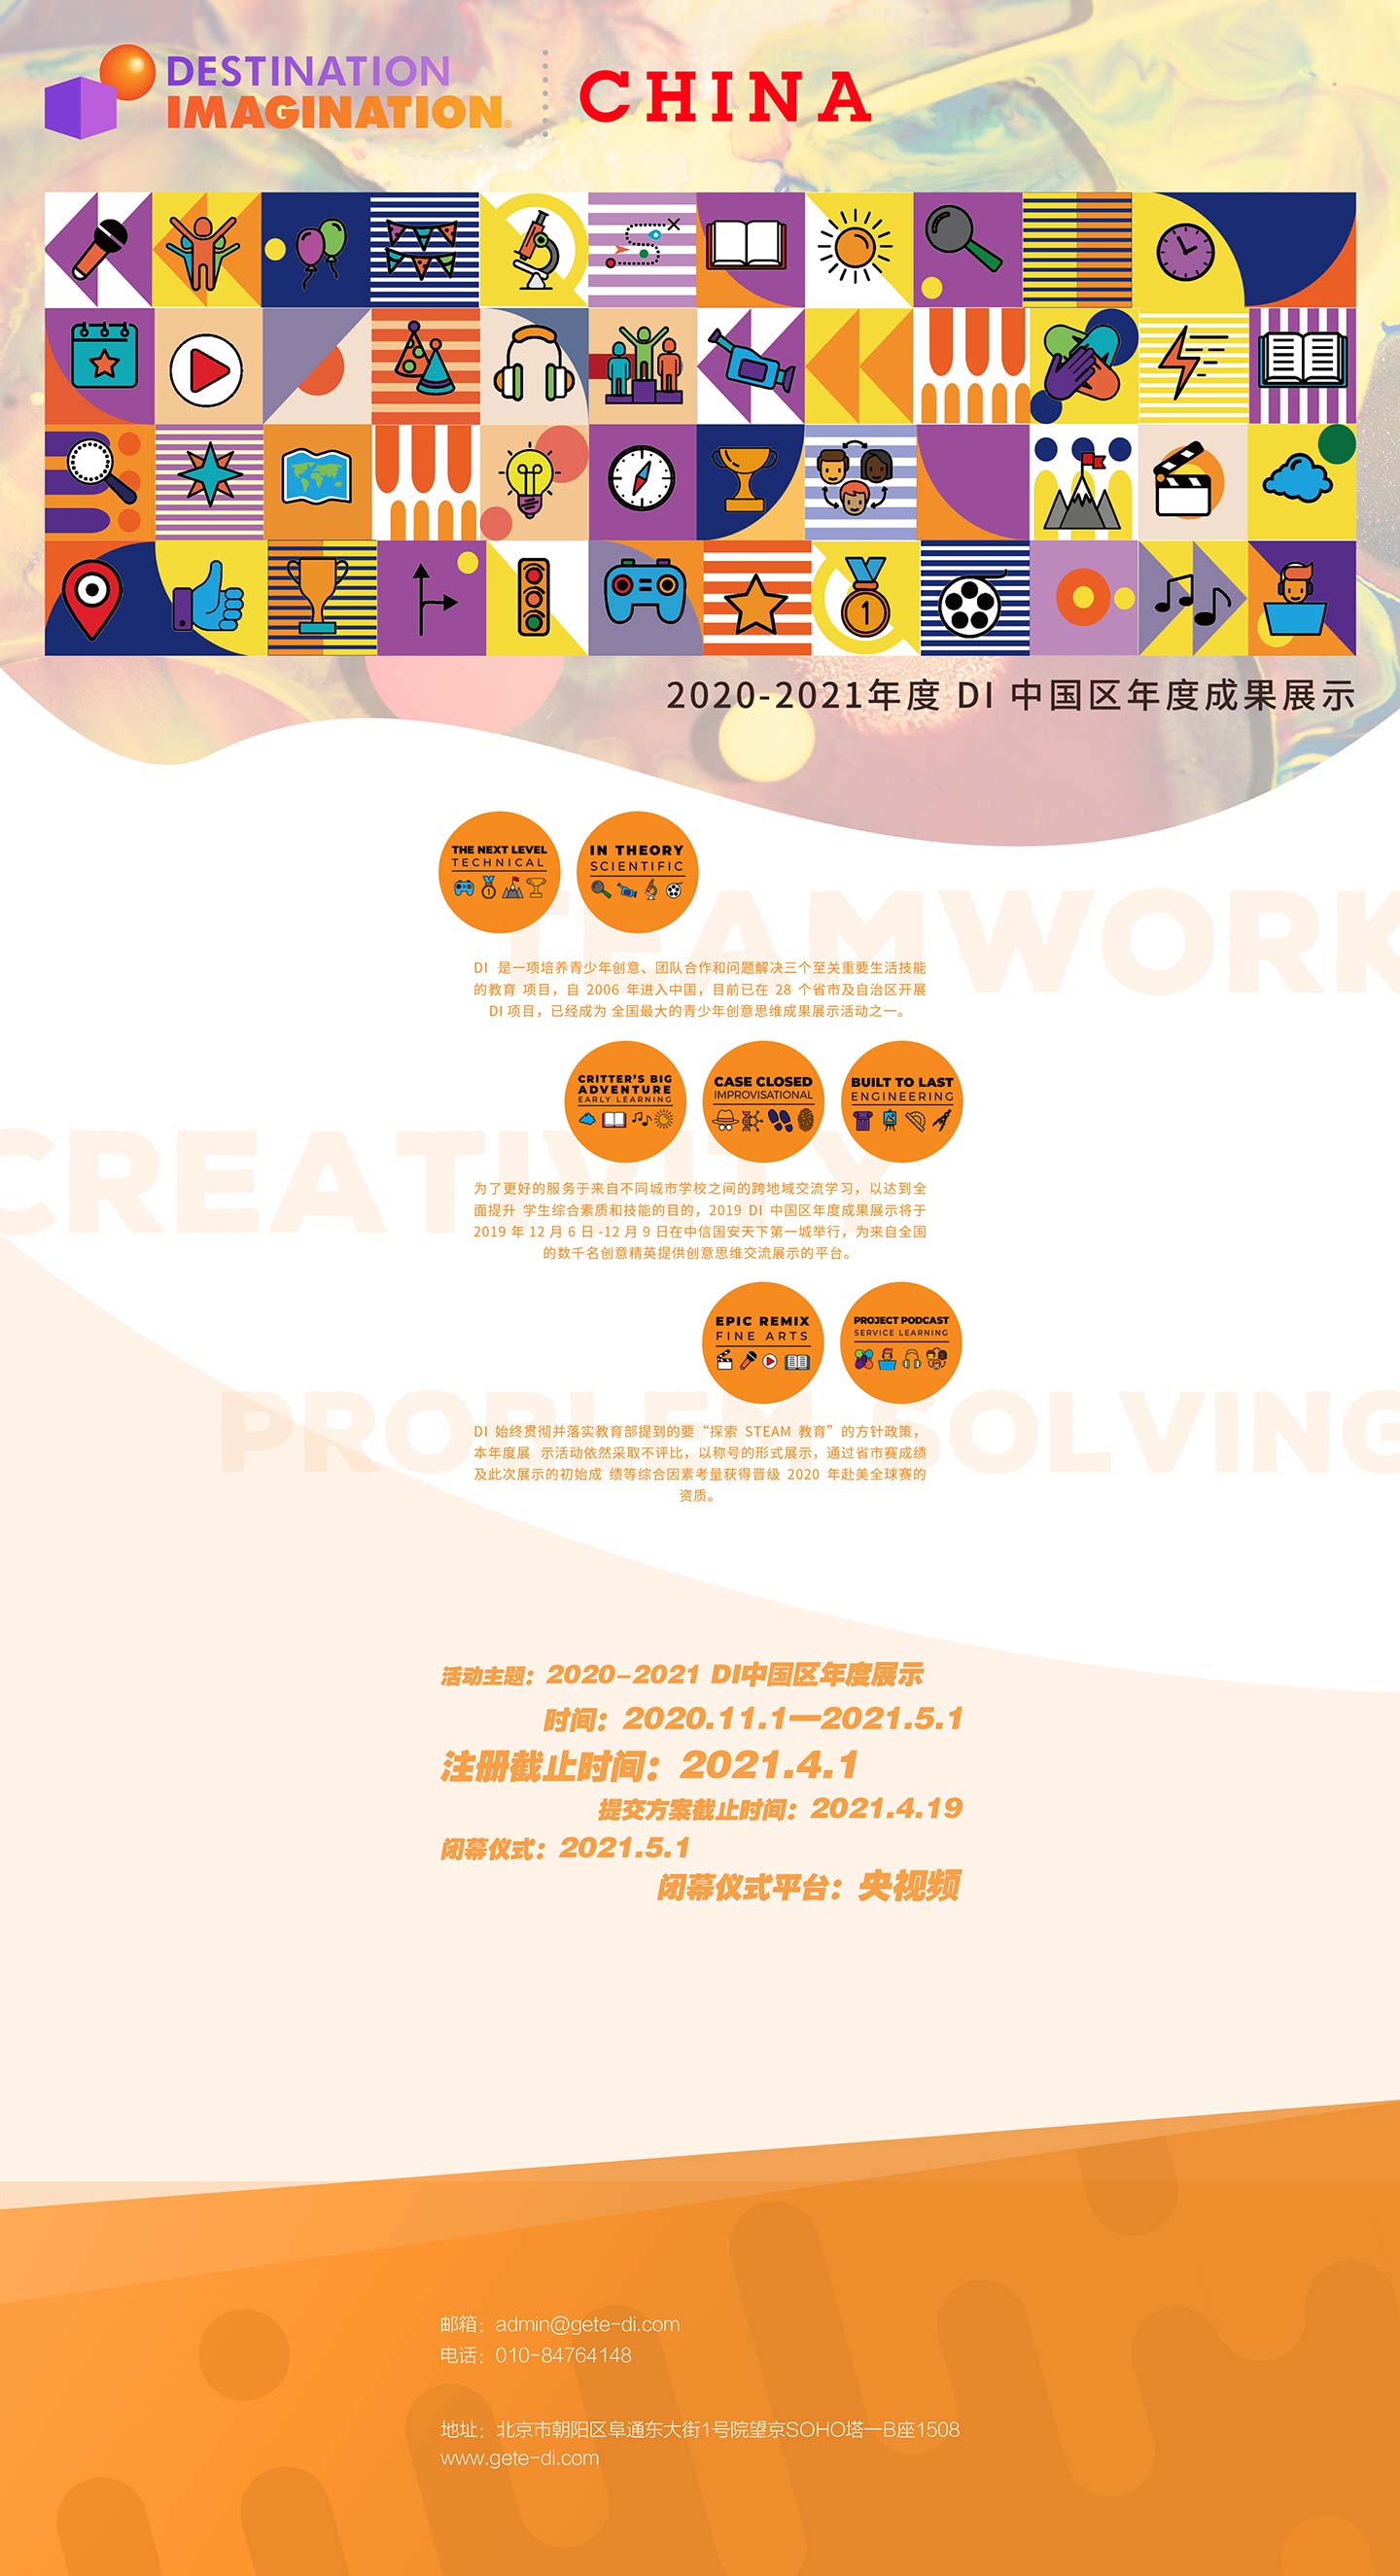 DESTINATION
IMAGINATION®
CHINA
2020-2021年度 DI 中国区年度成果展示
THE NEXT LEVEL
TECHNICAL
IN THEORY
SCIENTIFIC
TEAMWORK
DI 是一项培养青少年创意、团队合作和问题解决三个至关重要生活技能
的教育 项目，自 2006 年进入中国，目前已在 28 个省市及自治区开展
DI 项目，已经成为 全国最大的青少年创意思维成果展示活动之一。
CRITTER'S BIG
ADVENTURE
EARLY LEARNING
CASE CLOSED
IMPROVISATIONAL
BUILT TO LAST
ENGINEERING
CREATIVITY
为了更好的服务于来自不同城市学校之间的跨地域交流学习，以达到全
面提升 学生综合素质和技能的目的，2019 DI 中国区年度成果展示将于
2019 年 12 月 6 日 -12 月 9 日在中信国安天下第一城举行，为来自全国
的数千名创意精英提供创意思维交流展示的平台。
EPIC REMIX
FINE ARTS
PROJECT PODCAST
SERVICE LEARNING
PROBLEM SOLVING
DI 始终贯彻并落实教育部提到的要“探索 STEAM 教育”的方针政策，
本年度展 示活动依然采取不评比，以称号的形式展示，通过省市赛成绩
及此次展示的初始成 绩等综合因素考量获得晋级 2020 年赴美全球赛的
资质。
活动主题：2020-2021 DI中国区年度展示
时间：2020.11.1—2021.5.1
注册截止时间：2021.4.1
提交方案截止时间：2021.4.19
闭幕仪式：2021.5.1
闭幕仪式平台：央视频
邮箱：admin@gete-di.com
电话：010-84764148
地址：北京市朝阳区阜通东大街1号院望京SOHO塔一B座1508
www.gete-di.com